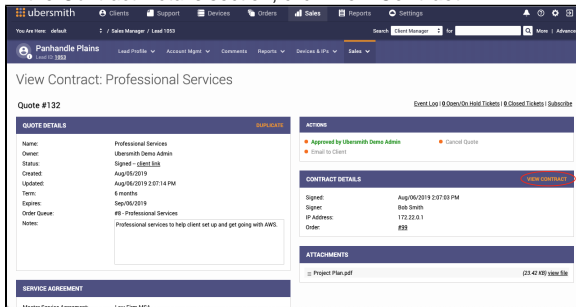 ubersmith
Clients Support Devices Orders Sales Reports Settings
You Are Here: default / Sales Manager / Lead 1053 Search Client Manager for More | Advance
Panhandle Plains
Lead ID: 1053
Lead Profile Account Mgmt Comments Reports Devices & IPs Sales
View Contract: Professional Services
Quote #132
Event Log | 0 Open/On Hold Tickets | 0 Closed Tickets | Subscribe
QUOTE DETAILS DUPLICATE
Name: Professional Services
Owner: Ubersmith Demo Admin
Status: Signed – client link
Created: Aug/05/2019
Updated: Aug/06/2019 2:07:14 PM
Term: 6 months
Expires: Sep/06/2019
Order Queue: #8 - Professional Services
Notes: Professional services to help client set up and get going with AWS.
SERVICE AGREEMENT
ACTIONS
Approved by Ubersmith Demo Admin Cancel Quote
Email to Client
CONTRACT DETAILS VIEW CONTRACT
Signed: Aug/06/2019 2:07:03 PM
Signer: Bob Smith
IP Address: 172.22.0.1
Order: #99
ATTACHMENTS
Project Plan.pdf (23.42 KB) view file